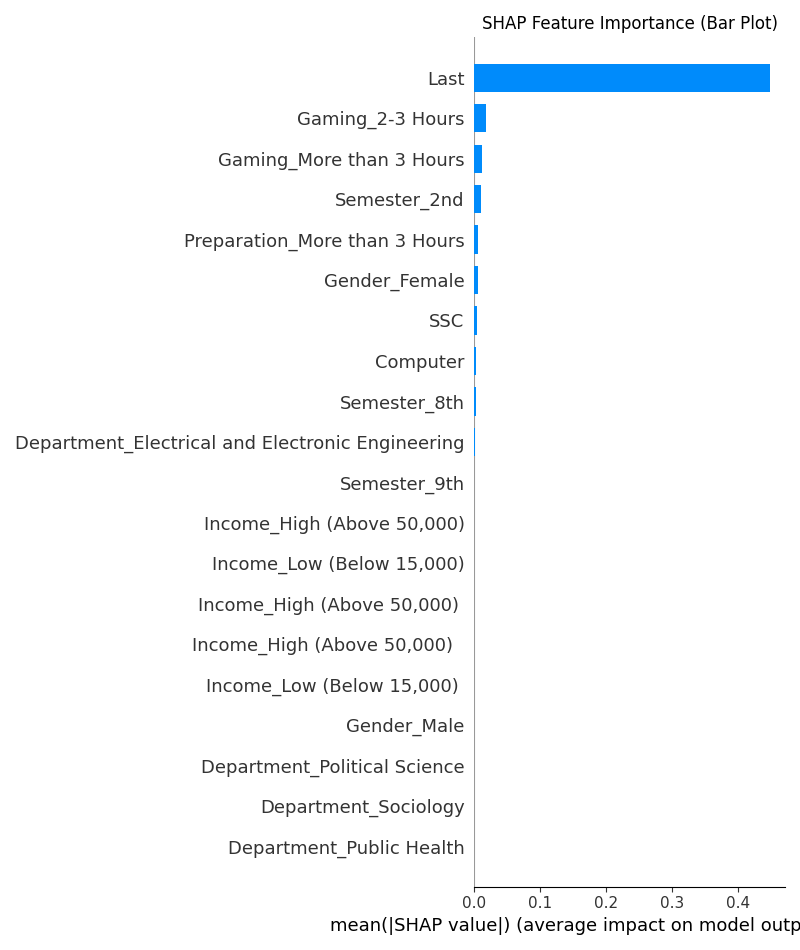 SHAP Feature Importance (Bar Plot)
Last
Gaming_2-3 Hours
Gaming_More than 3 Hours
Semester_2nd
Preparation_More than 3 Hours
Gender_Female
SSC
Computer
Semester_8th
Department_Electrical and Electronic Engineering
Semester_9th
Income_High (Above 50,000)
Income_Low (Below 15,000)
Income_High (Above 50,000)
Income_High (Above 50,000)
Income_Low (Below 15,000)
Gender_Male
Department_Political Science
Department_Sociology
Department_Public Health
0.0 0.1 0.2 0.3 0.4
mean(|SHAP value|) (average impact on model outp